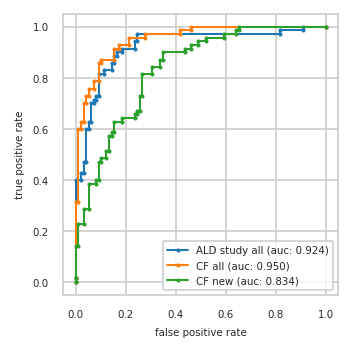 1.0
0.8
0.6
0.4
0.2
0.0
true positive rate
ALD study all (auc: 0.924)
CF all (auc: 0.950)
CF new (auc: 0.834)
0.0 0.2 0.4 0.6 0.8 1.0
false positive rate